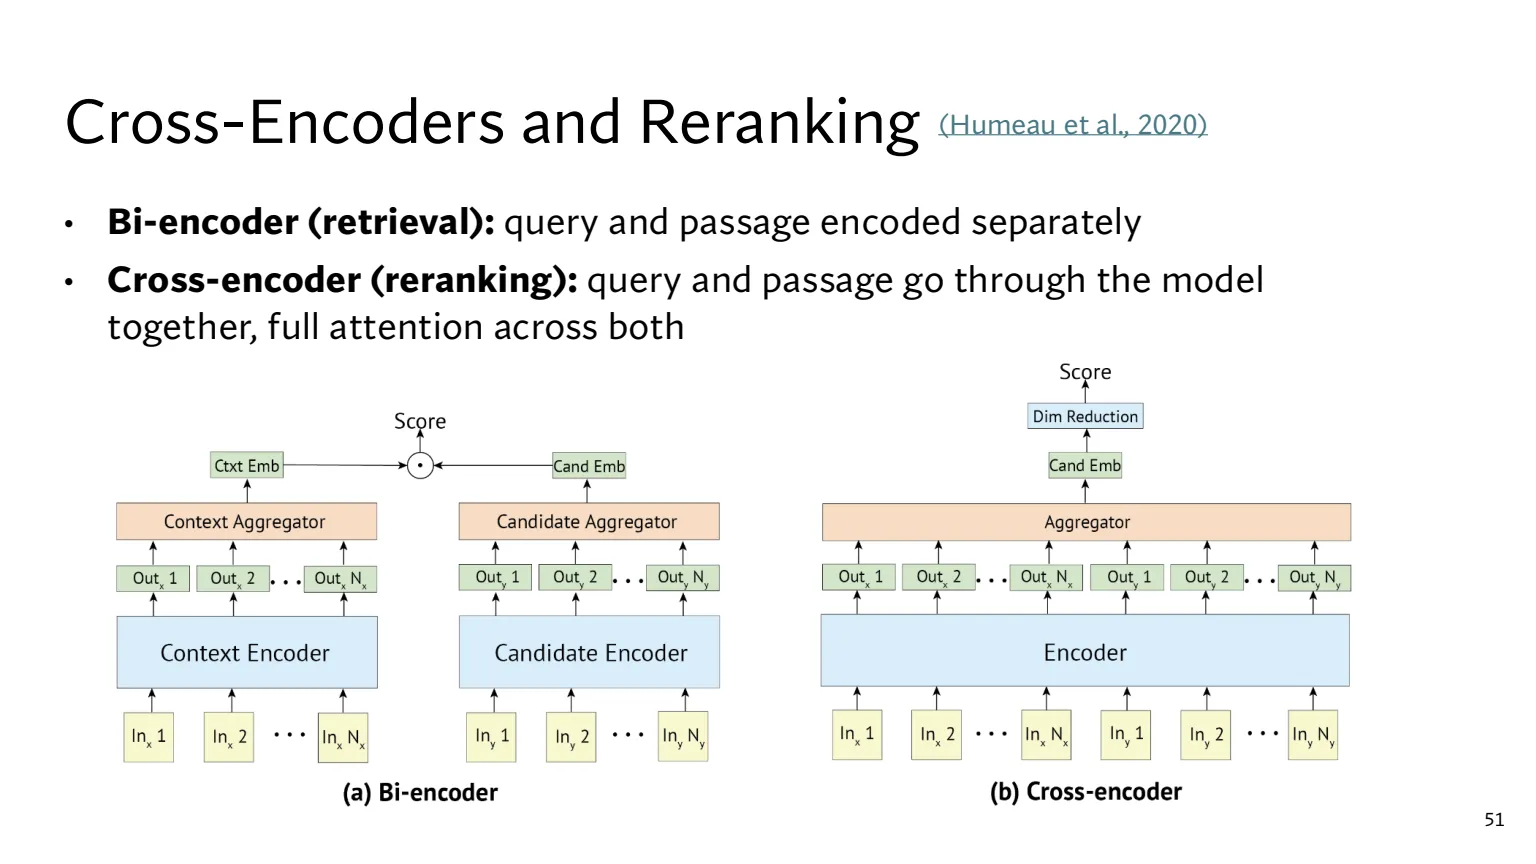 Cross-Encoders and Reranking (Humeau et al., 2020)
• Bi-encoder (retrieval): query and passage encoded separately
• Cross-encoder (reranking): query and passage go through the model
together, full attention across both
Score
Ctxt Emb
Cand Emb
Context Aggregator
Candidate Aggregator
Outx 1 Outx 2 ... Outx Nx
Outy 1 Outy 2 ... Outy Ny
Context Encoder
Candidate Encoder
Inx 1 Inx 2 ... Inx Nx
Iny 1 Iny 2 ... Iny Ny
(a) Bi-encoder
Score
Dim Reduction
Cand Emb
Aggregator
Outx 1 Outx 2 ... Outx Nx Outy 1 Outy 2 ... Outy Ny
Encoder
Inx 1 Inx 2 ... Inx Nx Iny 1 Iny 2 ... Iny Ny
(b) Cross-encoder
51